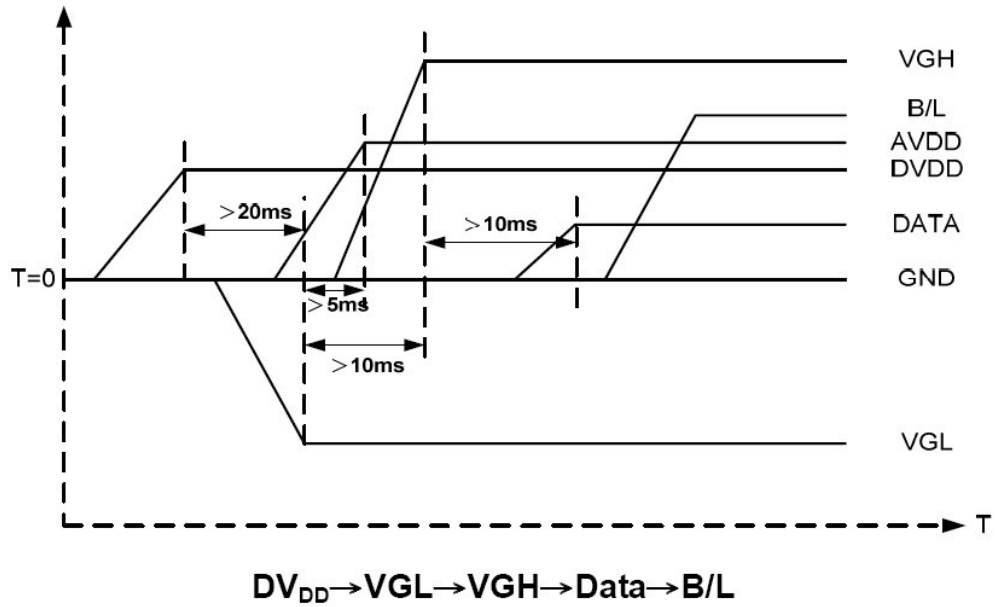 VGH
B/L
AVDD
DVDD
>20ms
>10ms
DATA
T=0
GND
>5ms
>10ms
VGL
T
DVDD→VGL→VGH→Data→B/L